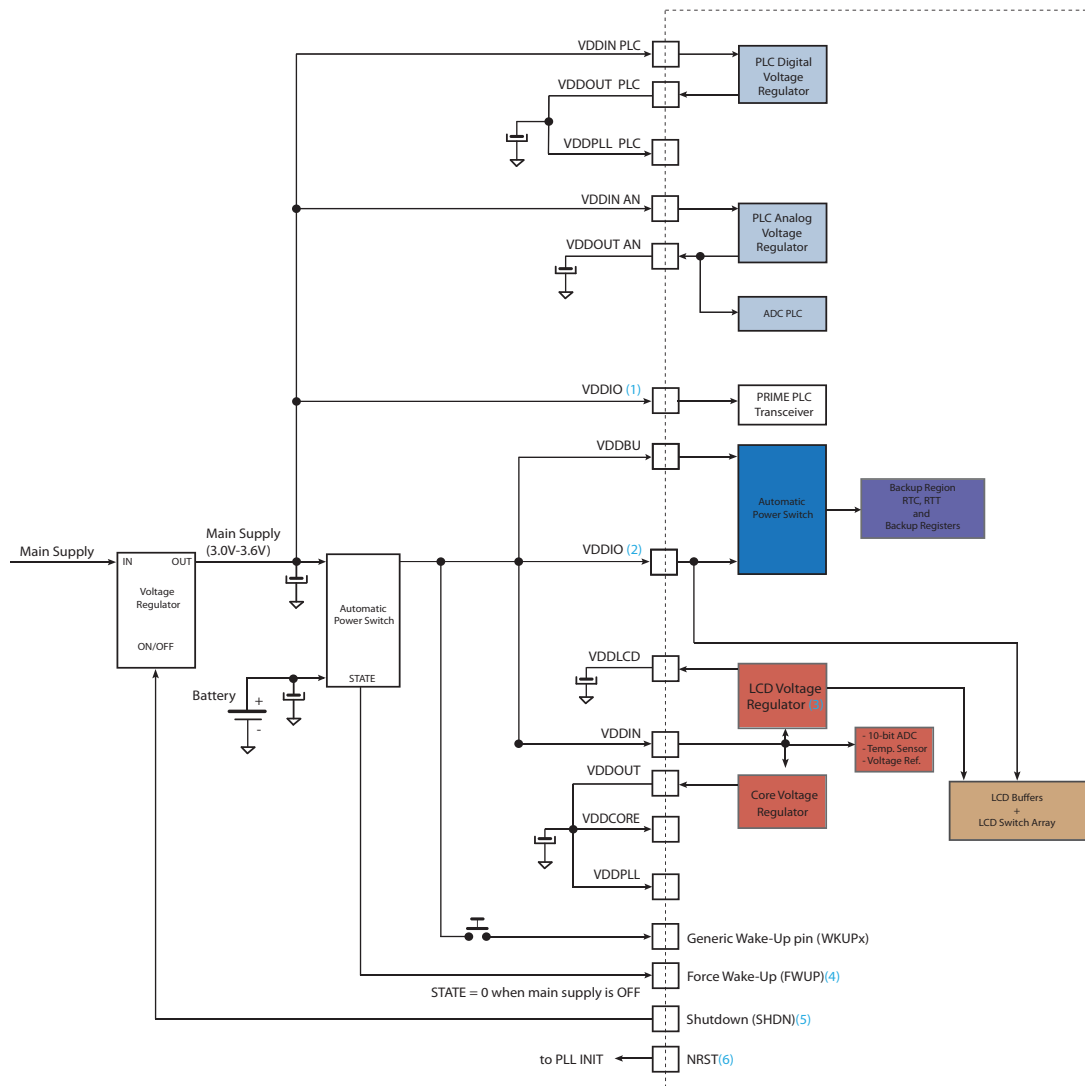 VDDIN PLC
PLC Digital
Voltage
Regulator
VDDOUT PLC
VDDPLL PLC
VDDIN AN
PLC Analog
Voltage
Regulator
VDDOUT AN
ADC PLC
VDDIO (1)
PRIME PLC
Transceiver
VDDBU
Automatic
Power Switch
Backup Region
RTC, RTT
and
Backup Registers
VDDIO (2)
Main Supply
Main Supply
(3.0V-3.6V)
IN
OUT
Voltage
Regulator
ON/OFF
Automatic
Power Switch
STATE
Battery
+
-
VDDLCD
LCD Voltage
Regulator (3)
VDDIN
- 10-bit ADC
- Temp. Sensor
- Voltage Ref.
VDDOUT
Core Voltage
Regulator
LCD Buffers
+
LCD Switch Array
VDDCORE
VDDPLL
Generic Wake-Up pin (WKUPx)
Force Wake-Up (FWUP)(4)
STATE = 0 when main supply is OFF
Shutdown (SHDN)(5)
to PLL INIT
NRST(6)